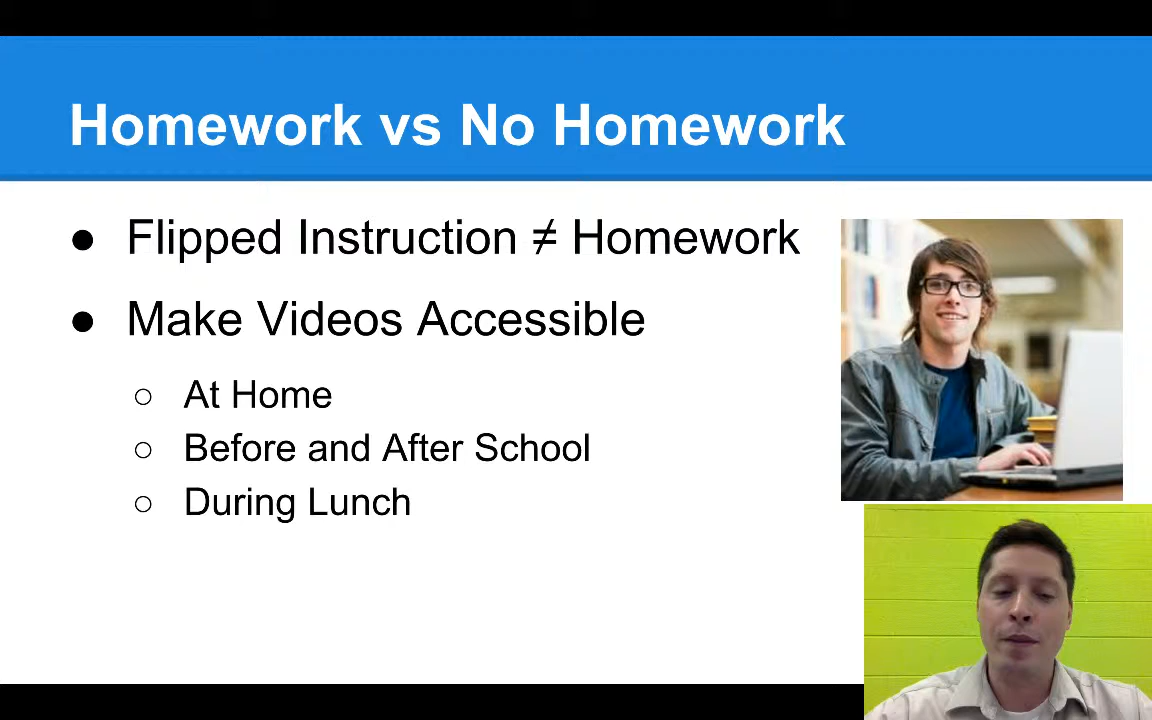 Homework vs No Homework
● Flipped Instruction ≠ Homework
● Make Videos Accessible
○ At Home
○ Before and After School
○ During Lunch